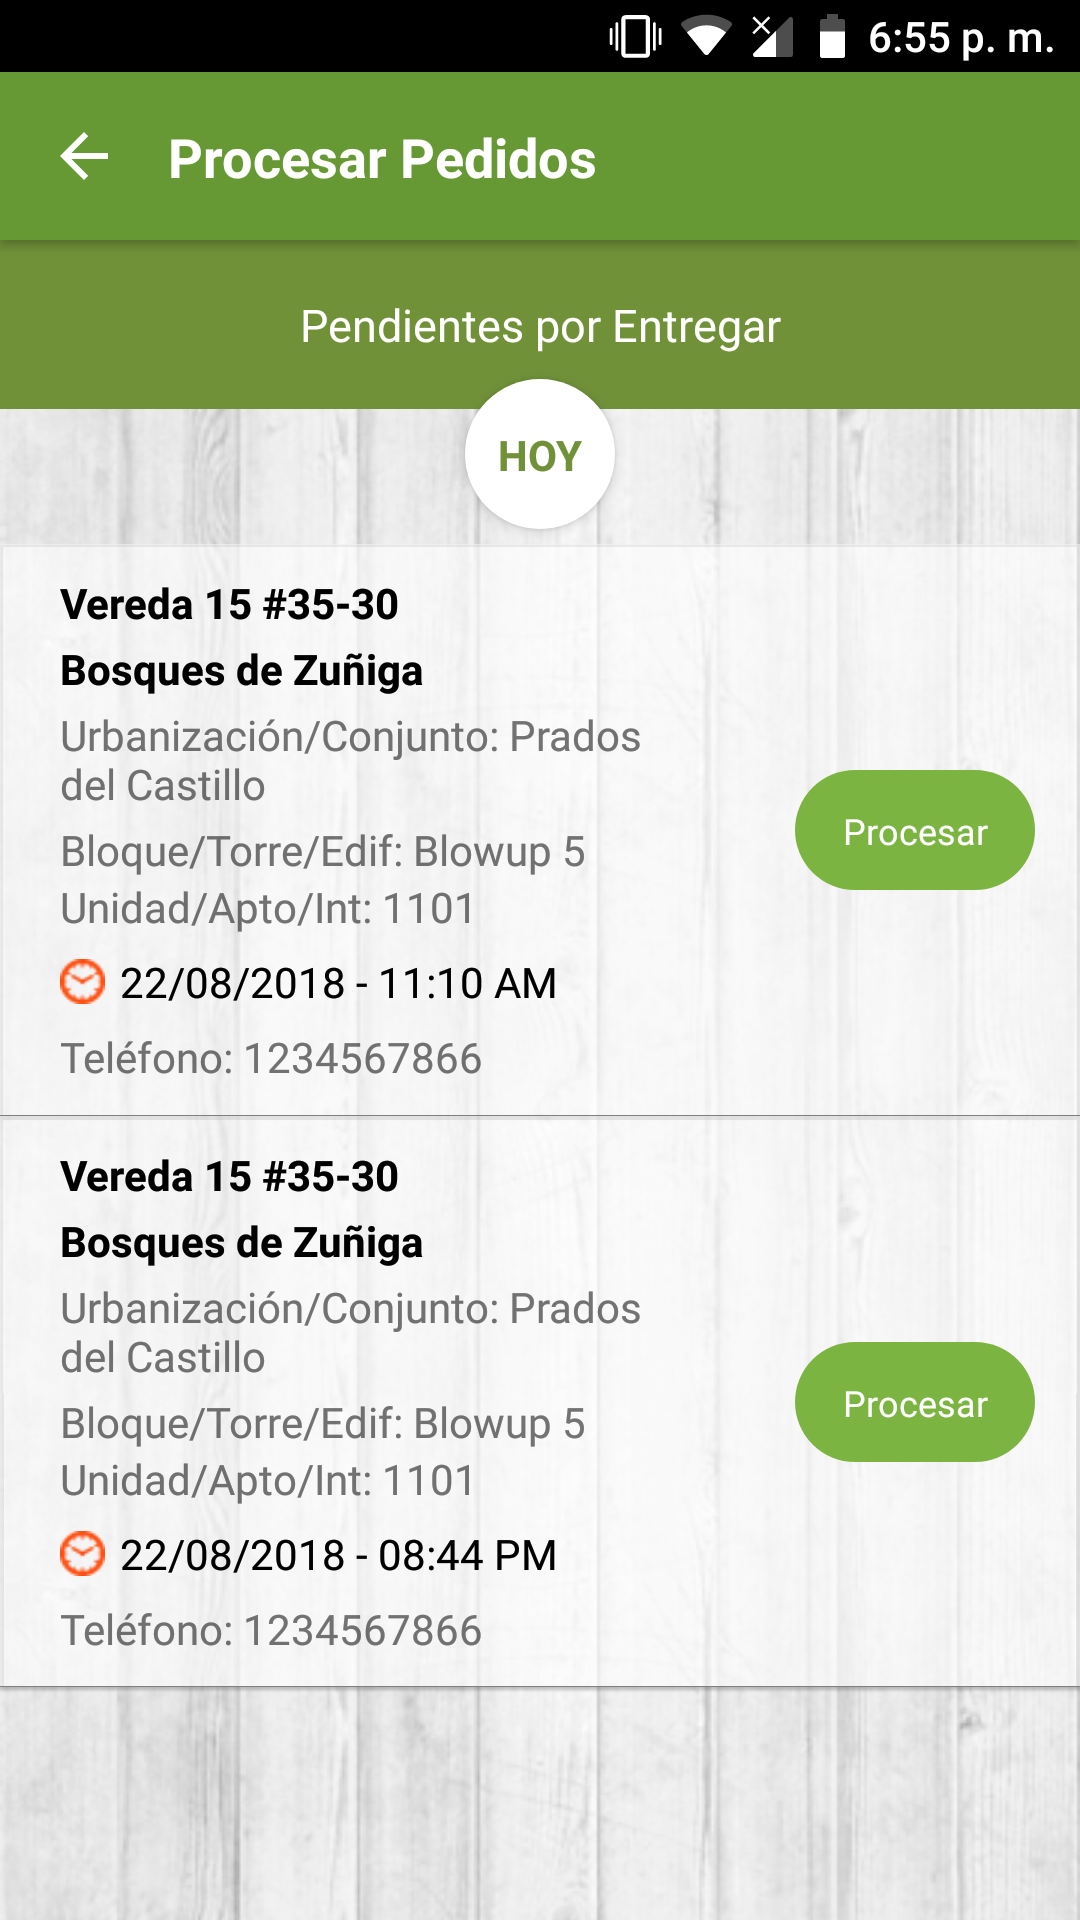 6:55 p. m.
Procesar Pedidos
Pendientes por Entregar
HOY
Vereda 15 #35-30
Bosques de Zuñiga
Urbanización/Conjunto: Prados
del Castillo
Bloque/Torre/Edif: Blowup 5
Unidad/Apto/Int: 1101
22/08/2018 - 11:10 AM
Teléfono: 1234567866
Procesar
Vereda 15 #35-30
Bosques de Zuñiga
Urbanización/Conjunto: Prados
del Castillo
Bloque/Torre/Edif: Blowup 5
Unidad/Apto/Int: 1101
22/08/2018 - 08:44 PM
Teléfono: 1234567866
Procesar